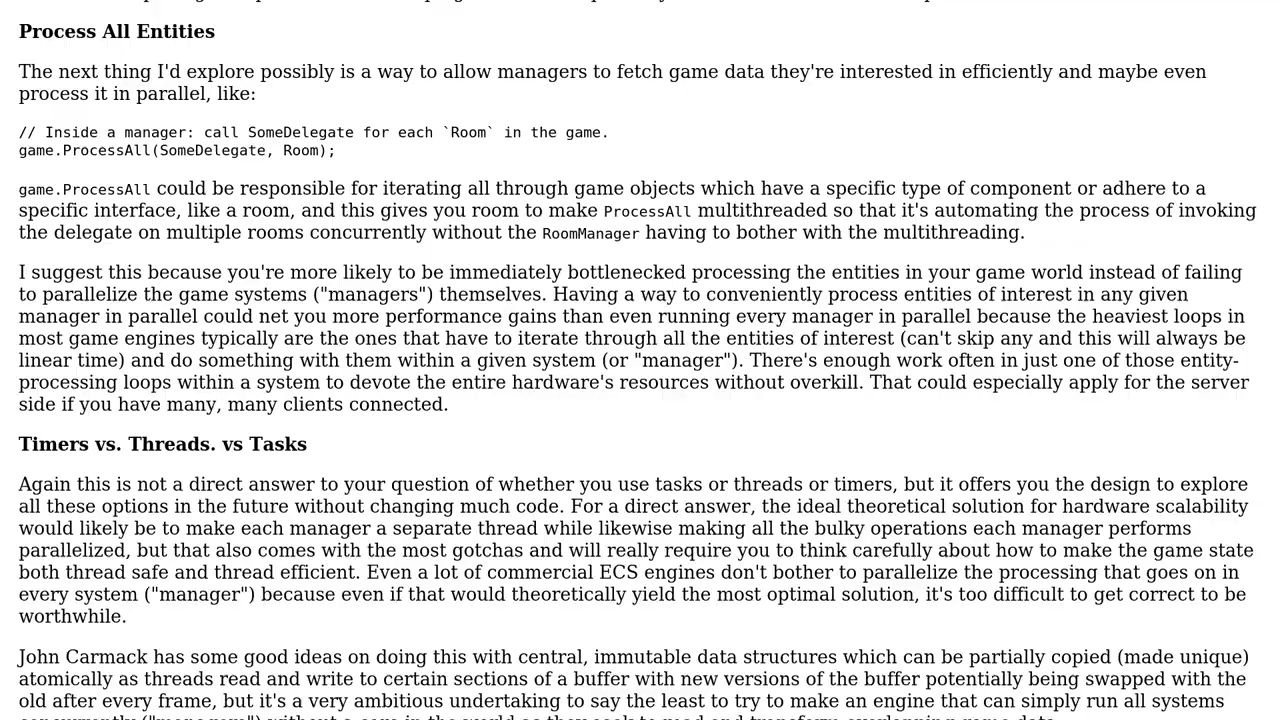 Process All Entities
The next thing I'd explore possibly is a way to allow managers to fetch game data they're interested in efficiently and maybe even
process it in parallel, like:
// Inside a manager: call SomeDelegate for each `Room` in the game.
game.ProcessAll(SomeDelegate, Room);
game.ProcessAll could be responsible for iterating all through game objects which have a specific type of component or adhere to a
specific interface, like a room, and this gives you room to make ProcessAll multithreaded so that it's automating the process of invoking
the delegate on multiple rooms concurrently without the RoomManager having to bother with the multithreading.
I suggest this because you're more likely to be immediately bottlenecked processing the entities in your game world instead of failing
to parallelize the game systems ("managers") themselves. Having a way to conveniently process entities of interest in any given
manager in parallel could net you more performance gains than even running every manager in parallel because the heaviest loops in
most game engines typically are the ones that have to iterate through all the entities of interest (can't skip any and this will always be
linear time) and do something with them within a given system (or "manager"). There's enough work often in just one of those entity-
processing loops within a system to devote the entire hardware's resources without overkill. That could especially apply for the server
side if you have many, many clients connected.
Timers vs. Threads. vs Tasks
Again this is not a direct answer to your question of whether you use tasks or threads or timers, but it offers you the design to explore
all these options in the future without changing much code. For a direct answer, the ideal theoretical solution for hardware scalability
would likely be to make each manager a separate thread while likewise making all the bulky operations each manager performs
parallelized, but that also comes with the most gotchas and will really require you to think carefully about how to make the game state
both thread safe and thread efficient. Even a lot of commercial ECS engines don't bother to parallelize the processing that goes on in
every system ("manager") because even if that would theoretically yield the most optimal solution, it's too difficult to get correct to be
worthwhile.
John Carmack has some good ideas on doing this with central, immutable data structures which can be partially copied (made unique)
atomically as threads read and write to certain sections of a buffer with new versions of the buffer potentially being swapped with the
old after every frame, but it's a very ambitious undertaking to say the least to try to make an engine that can simply run all systems